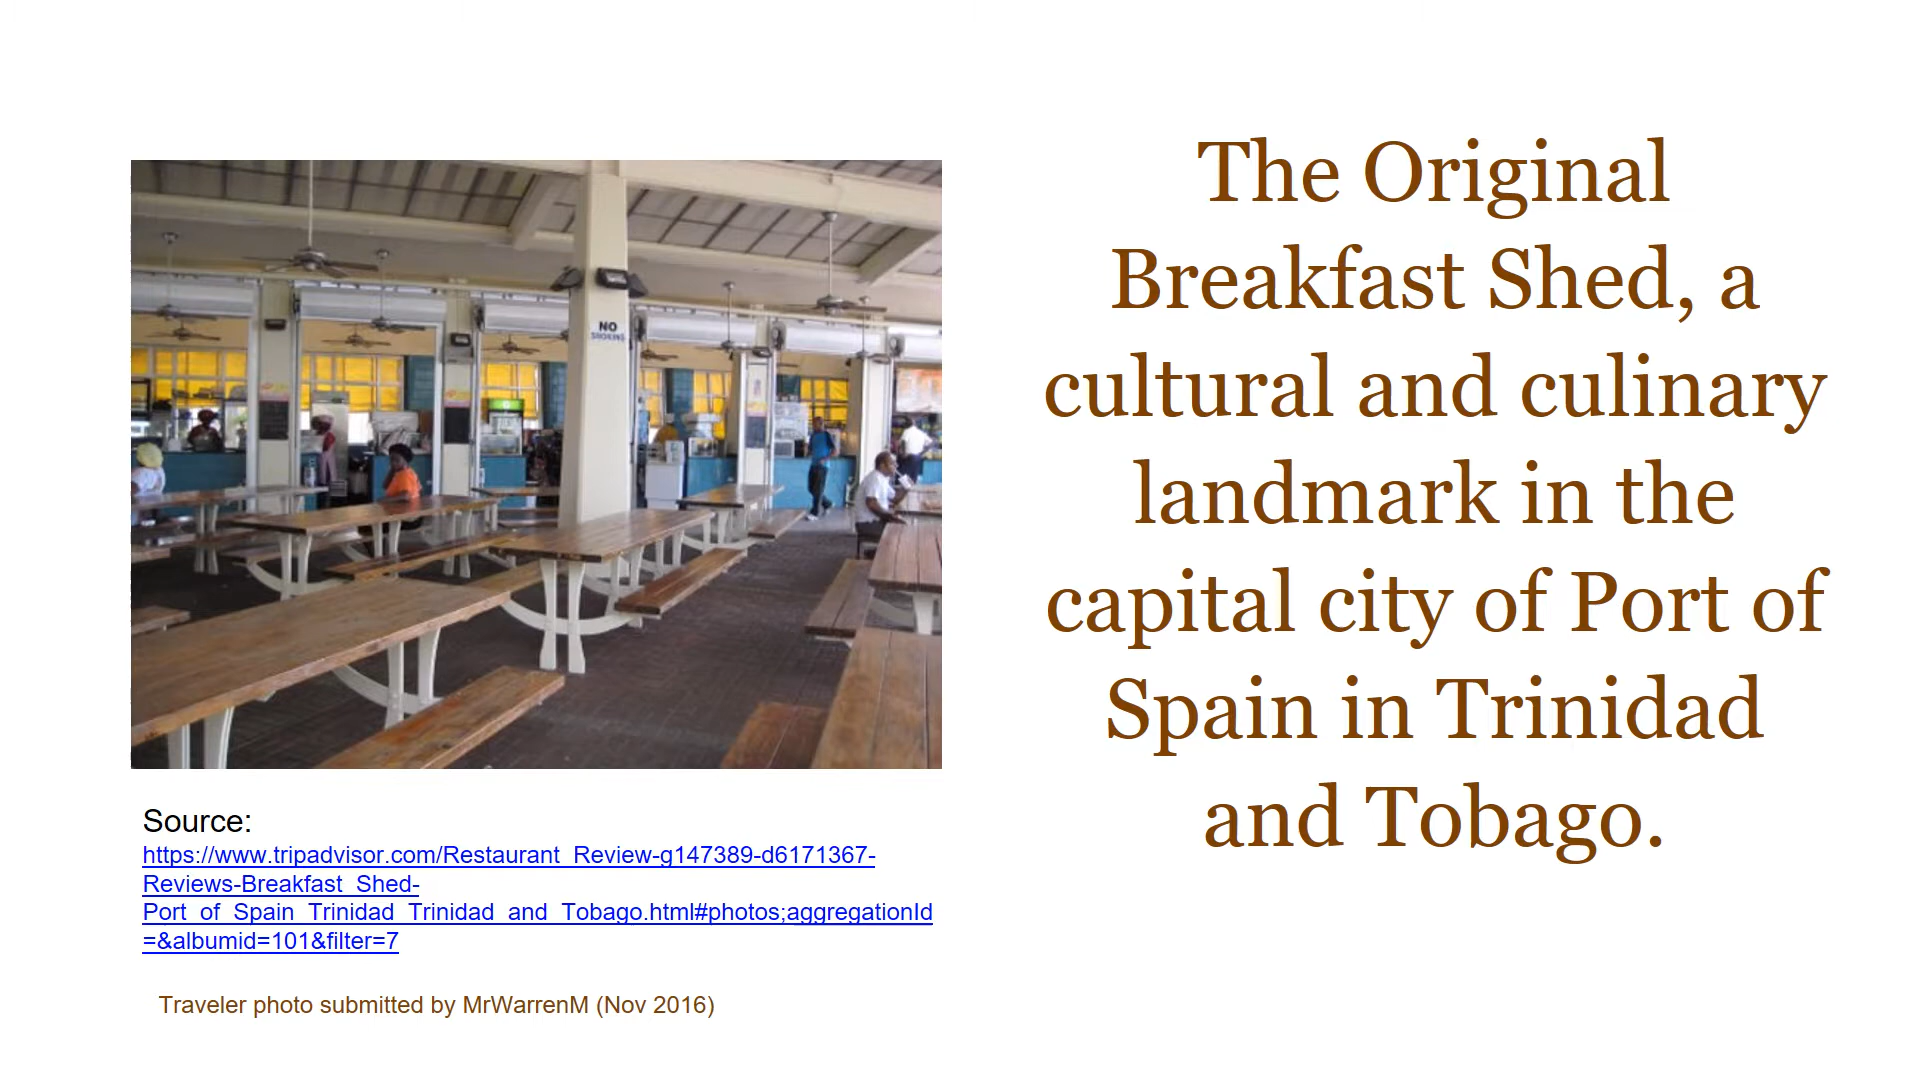 The Original
Breakfast Shed, a
cultural and culinary
landmark in the
capital city of Port of
Spain in Trinidad
and Tobago.
NO
SMOKING
Source:
https://www.tripadvisor.com/Restaurant_Review-g147389-d6171367-
Reviews-Breakfast_Shed-
Port_of_Spain_Trinidad_Trinidad_and_Tobago.html#photos;aggregationId
=&albumid=101&filter=7
Traveler photo submitted by MrWarrenM (Nov 2016)